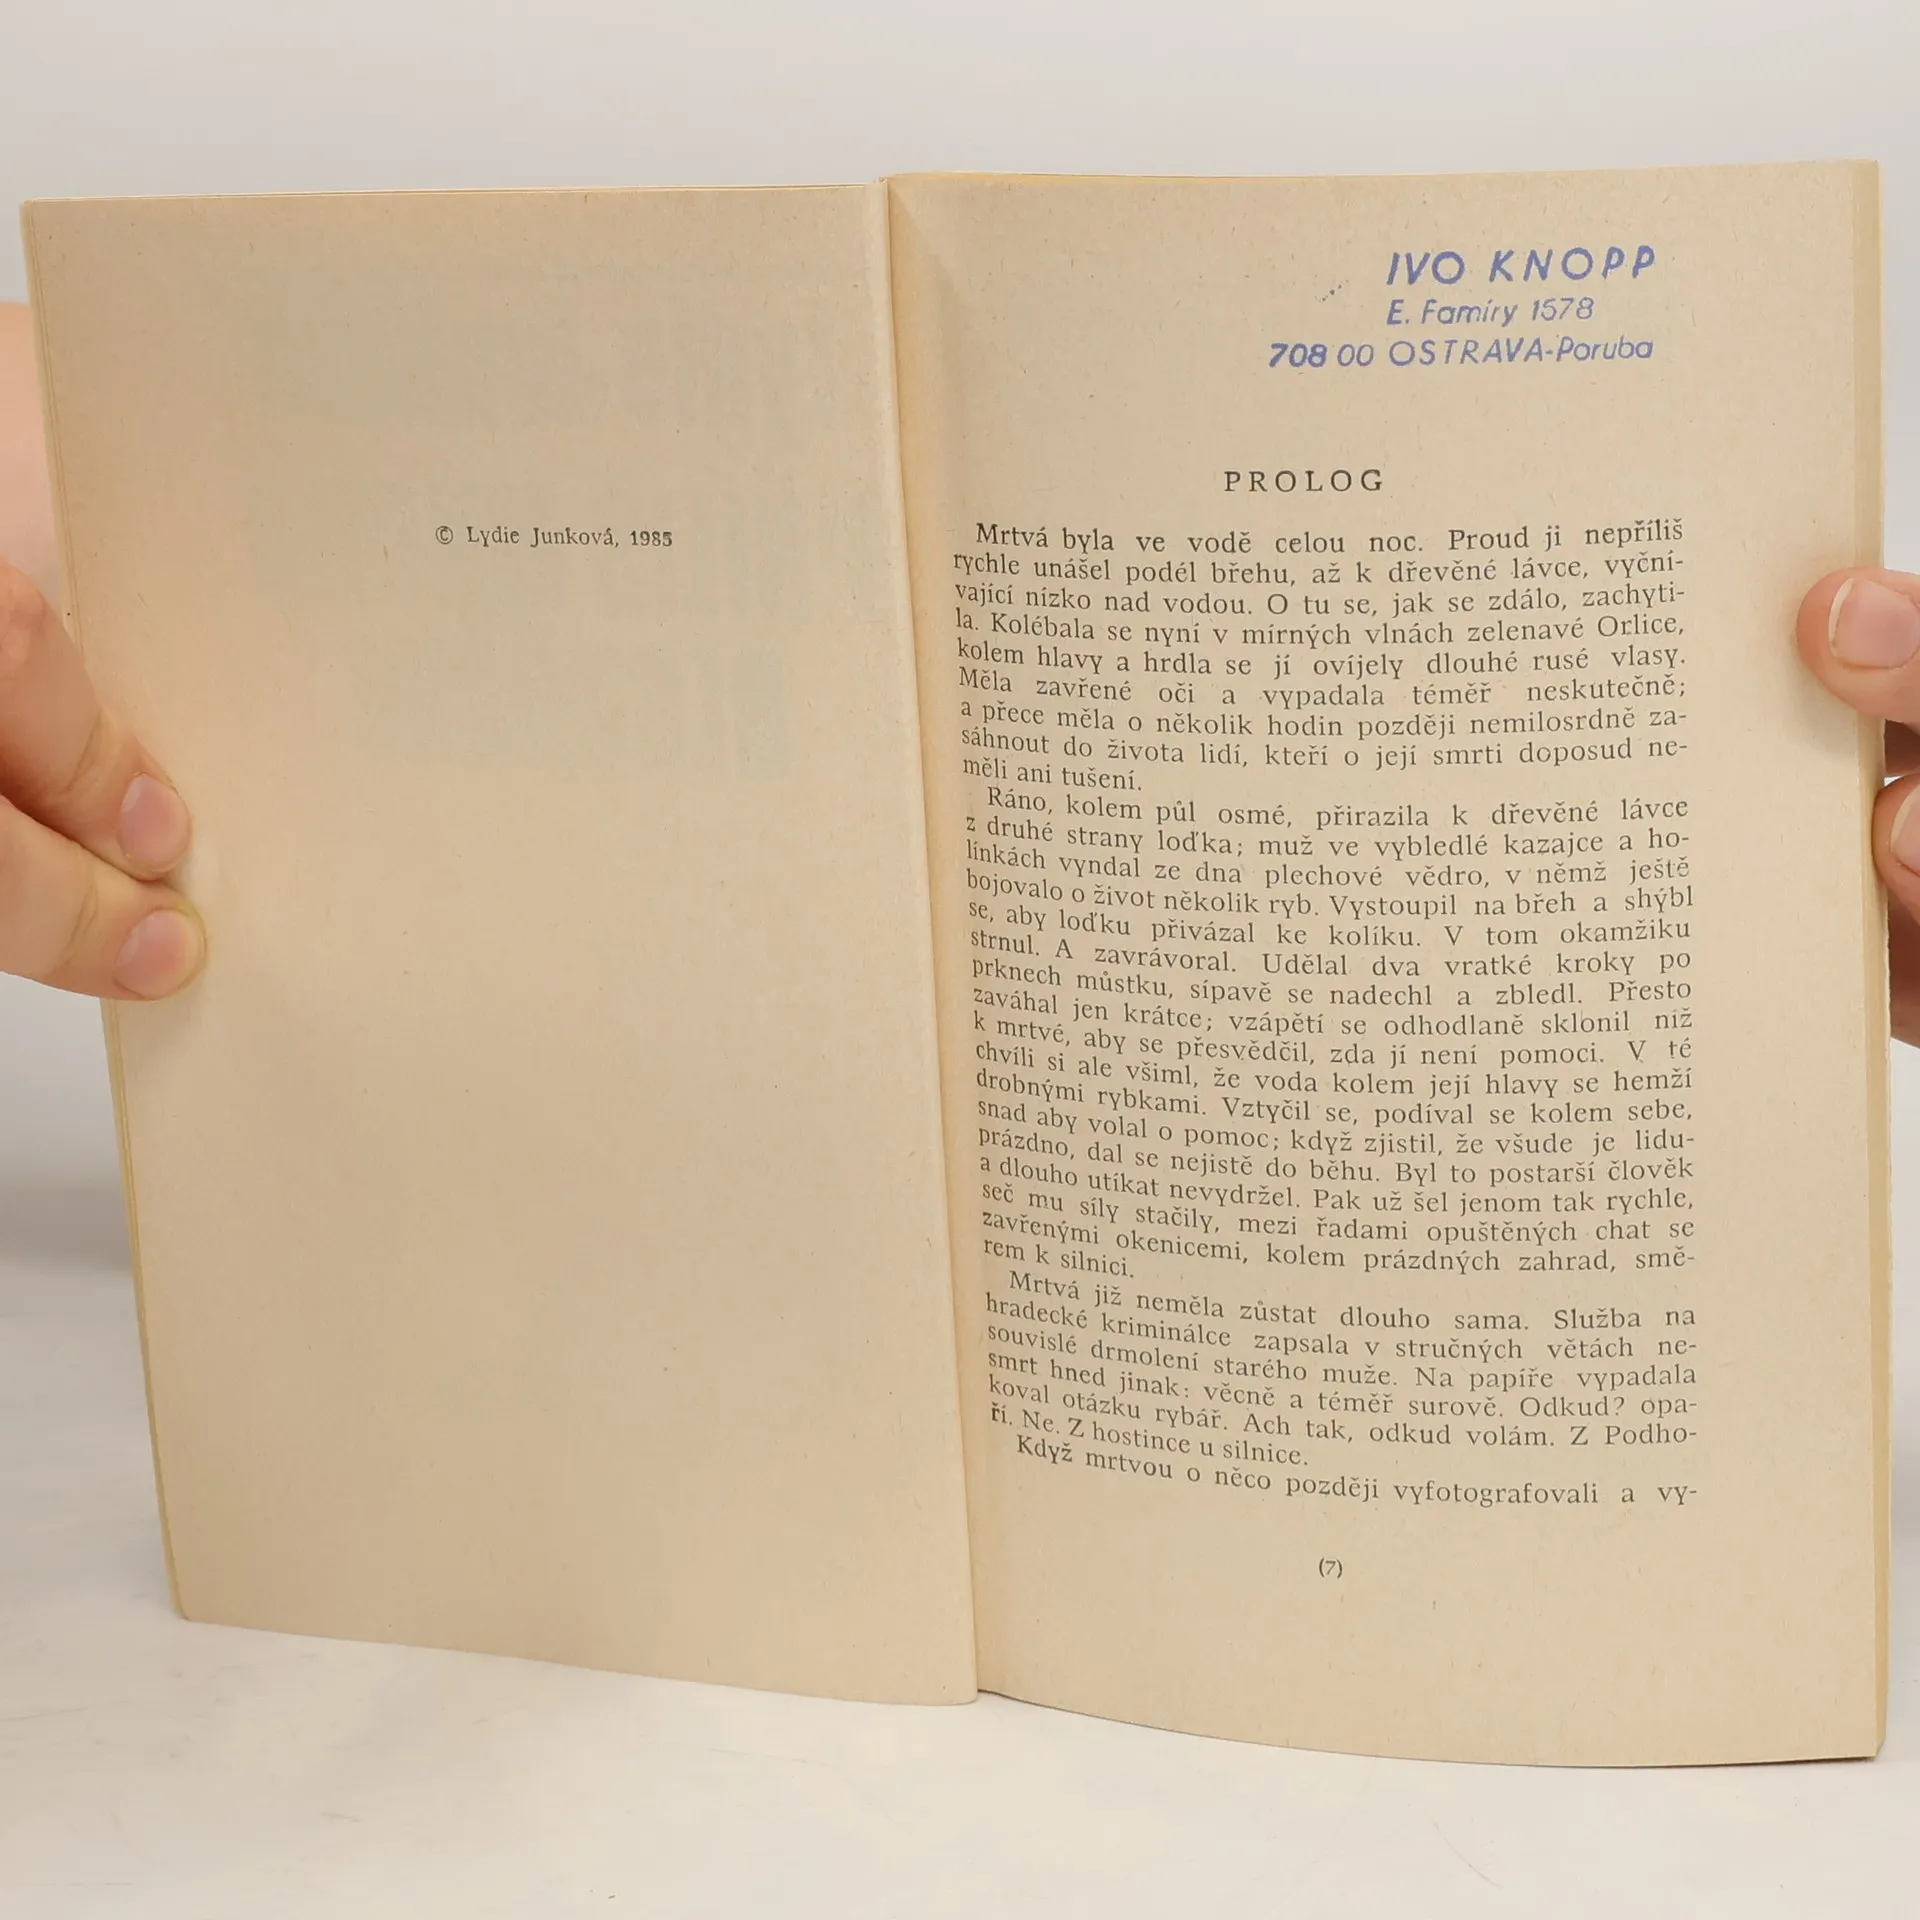 © Lydie Junková, 1985
IVO KNOPP
E. Famíry 1578
708 00 OSTRAVA-Poruba
PROLOG
Mrtvá byla ve vodě celou noc. Proud ji nepříliš
rychle unášel podél břehu, až k dřevěné lávce, vyční-
vající nízko nad vodou. O tu se, jak se zdálo, zachyti-
la. Kolébala se nyní v mírných vlnách zelenavé Orlice,
kolem hlavy a hrdla se jí ovíjely dlouhé rusé vlasy.
Měla zavřené oči a vypadala téměř neskutečně;
a přece měla o několik hodin později nemilosrdně za-
sáhnout do života lidí, kteří o její smrti doposud ne-
měli ani tušení.
Ráno, kolem půl osmé, přirazila k dřevěné lávce
z druhé strany loďka; muž ve vybledlé kazajce a ho-
línkách vyndal ze dna plechové vědro, v němž ještě
bojovalo o život několik ryb. Vystoupil na břeh a shýbl
se, aby loďku přivázal ke kolíku. V tom okamžiku
strnul. A zavrávoral. Udělal dva vratké kroky po
prknech můstku, sípavě se nadechl a zbledl. Přesto
zaváhal jen krátce; vzápětí se odhodlaně sklonil níž
k mrtvé, aby se přesvědčil, zda jí není pomoci. V té
chvíli si ale všiml, že voda kolem její hlavy se hemží
drobnými rybkami. Vztyčil se, podíval se kolem sebe,
snad aby volal o pomoc; když zjistil, že všude je lidu-
prázdno, dal se nejistě do běhu. Byl to postarší člověk
a dlouho utíkat nevydržel. Pak už šel jenom tak rychle,
seč mu síly stačily, mezi řadami opuštěných chat se
zavřenými okenicemi, kolem prázdných zahrad, smě-
rem k silnici.
Mrtvá již neměla zůstat dlouho sama. Služba na
hradecké kriminálce zapsala v stručných větách ne-
souvislé drmolení starého muže. Na papíře vypadala
smrt hned jinak: věcně a téměř surově. Odkud? opa-
koval otázku rybář. Ach tak, odkud volám. Z Podho-
ří. Ne. Z hostince u silnice.
Když mrtvou o něco později vyfotografovali a vy-
(7)